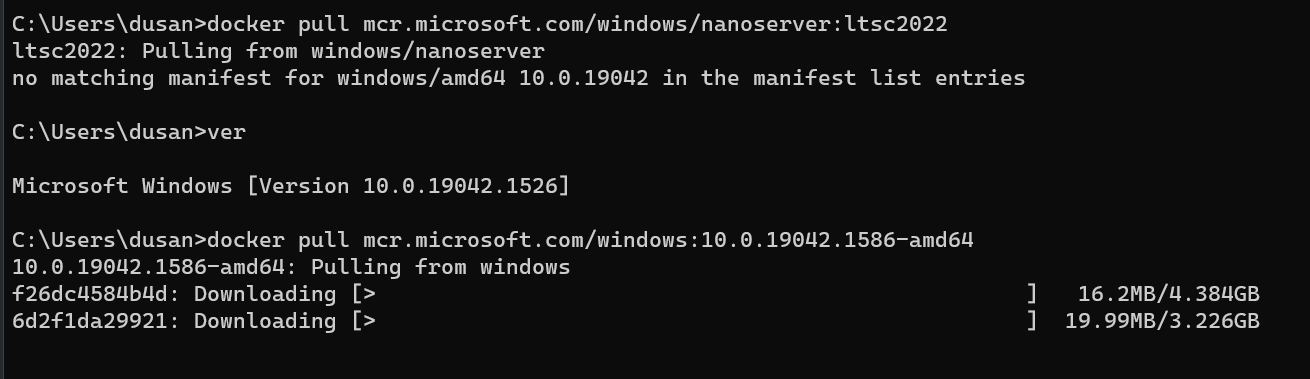 C:\Users\dusan>docker pull mcr.microsoft.com/windows/nanoserver:ltsc2022
ltsc2022: Pulling from windows/nanoserver
no matching manifest for windows/amd64 10.0.19042 in the manifest list entries
C:\Users\dusan>ver
Microsoft Windows [Version 10.0.19042.1526]
C:\Users\dusan>docker pull mcr.microsoft.com/windows:10.0.19042.1586-amd64
10.0.19042.1586-amd64: Pulling from windows
f26dc4584b4d: Downloading [>                                                  ]   16.2MB/4.384GB
6d2f1da29921: Downloading [>                                                  ]  19.99MB/3.226GB